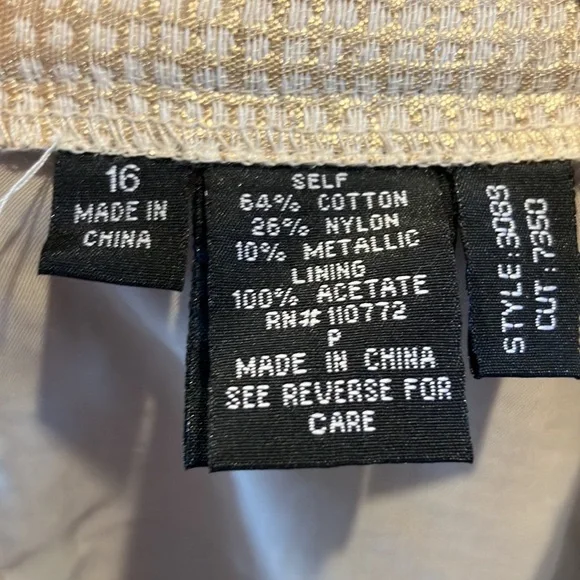 16
MADE IN
CHINA
SELF
64% COTTON
26% NYLON
10% METALLIC
LINING
100% ACETATE
RN# 110772
P
MADE IN CHINA
SEE REVERSE FOR
CARE
STYLE: 3088
CUT: 7350